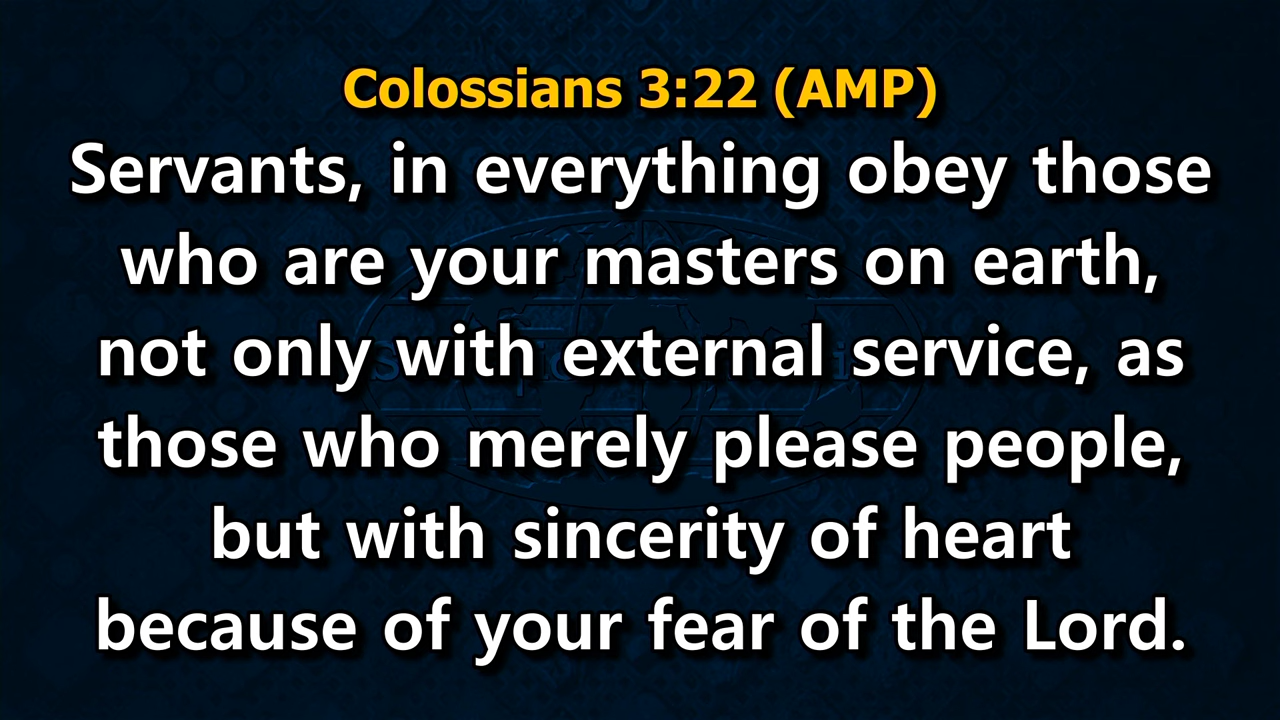 Colossians 3:22 (AMP)
Servants, in everything obey those
who are your masters on earth,
not only with external service, as
those who merely please people,
but with sincerity of heart
because of your fear of the Lord.